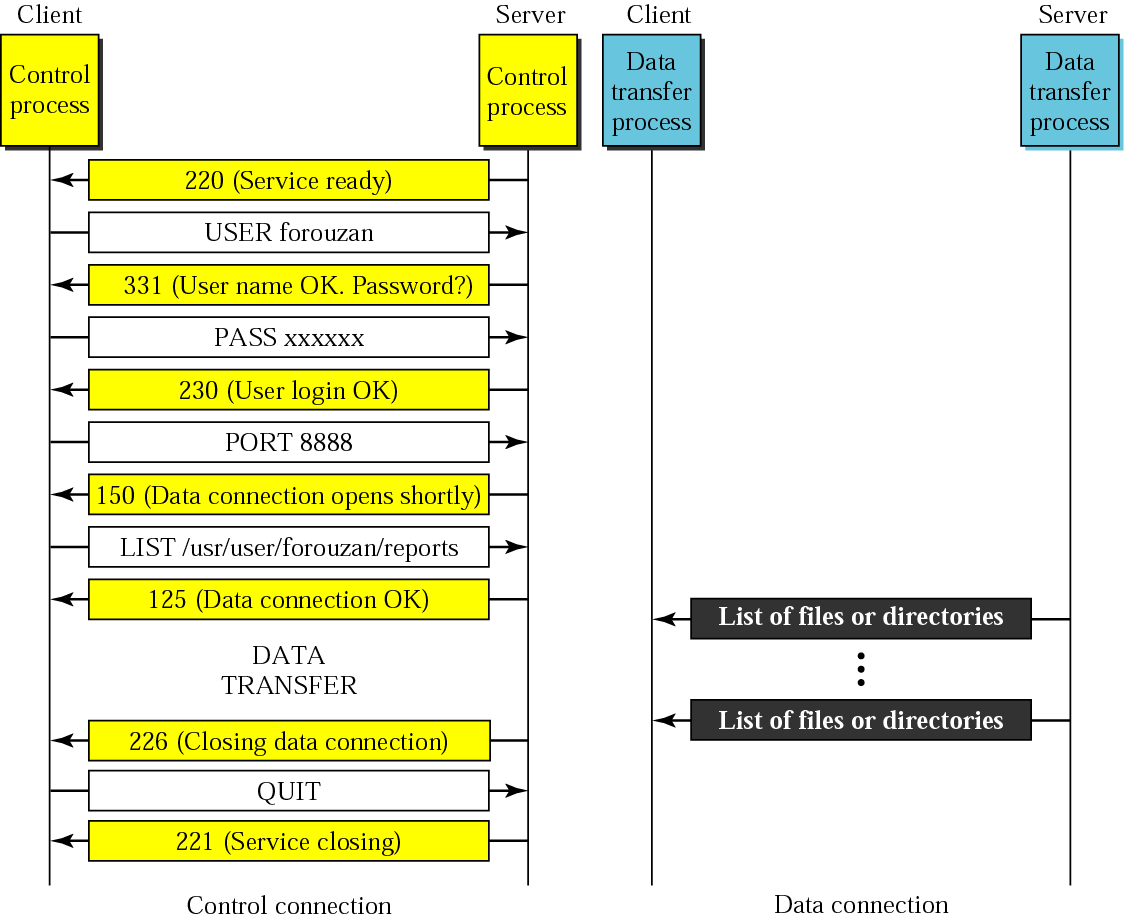 Client
Server
Client
Server
Control
process
Control
process
Data
transfer
process
Data
transfer
process
220 (Service ready)
USER forouzan
331 (User name OK. Password?)
PASS xxxxxx
230 (User login OK)
PORT 8888
150 (Data connection opens shortly)
LIST /usr/user/forouzan/reports
125 (Data connection OK)
DATA
TRANSFER
226 (Closing data connection)
QUIT
221 (Service closing)
Control connection
List of files or directories
List of files or directories
Data connection